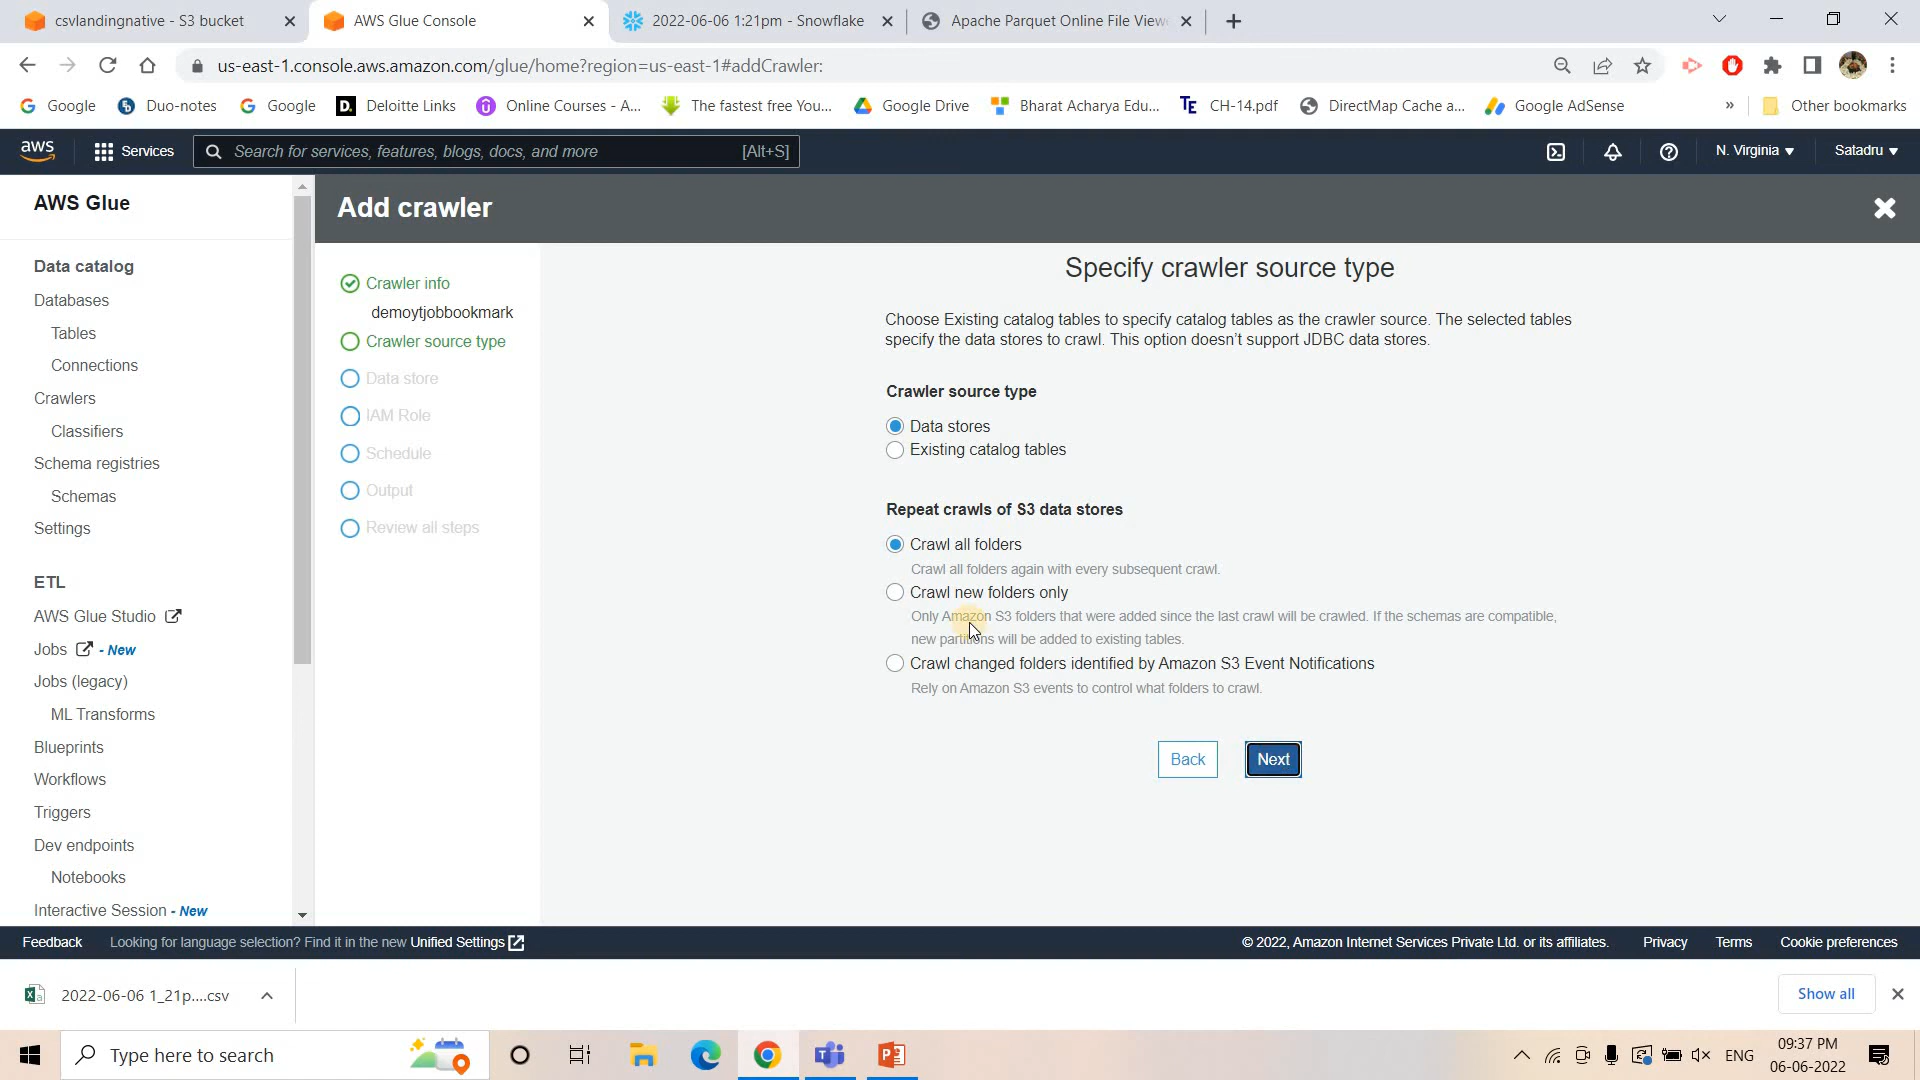 csvlandingnative - S3 bucket
AWS Glue Console
2022-06-06 1:21pm - Snowflake
Apache Parquet Online File View
us-east-1.console.aws.amazon.com/glue/home?region=us-east-1#addCrawler:
Google
Duo-notes
Google
Deloitte Links
Online Courses - A...
The fastest free You...
Google Drive
Bharat Acharya Edu...
CH-14.pdf
DirectMap Cache a...
Google AdSense
»
Other bookmarks
aws
Services
Search for services, features, blogs, docs, and more
[Alt+S]
N. Virginia
Satadru
AWS Glue
Data catalog
Databases
Tables
Connections
Crawlers
Classifiers
Schema registries
Schemas
Settings
ETL
AWS Glue Studio
Jobs - New
Jobs (legacy)
ML Transforms
Blueprints
Workflows
Triggers
Dev endpoints
Notebooks
Interactive Session - New
Add crawler
Crawler info
demoytjobbookmark
Crawler source type
Data store
IAM Role
Schedule
Output
Review all steps
Specify crawler source type
Choose Existing catalog tables to specify catalog tables as the crawler source. The selected tables
specify the data stores to crawl. This option doesn't support JDBC data stores.
Crawler source type
Data stores
Existing catalog tables
Repeat crawls of S3 data stores
Crawl all folders
Crawl all folders again with every subsequent crawl.
Crawl new folders only
Only Amazon S3 folders that were added since the last crawl will be crawled. If the schemas are compatible,
new partitions will be added to existing tables.
Crawl changed folders identified by Amazon S3 Event Notifications
Rely on Amazon S3 events to control what folders to crawl.
Back
Next
Feedback
Looking for language selection? Find it in the new Unified Settings
© 2022, Amazon Internet Services Private Ltd. or its affiliates.
Privacy
Terms
Cookie preferences
2022-06-06 1_21p....csv
Show all
Type here to search
ENG
09:37 PM
06-06-2022